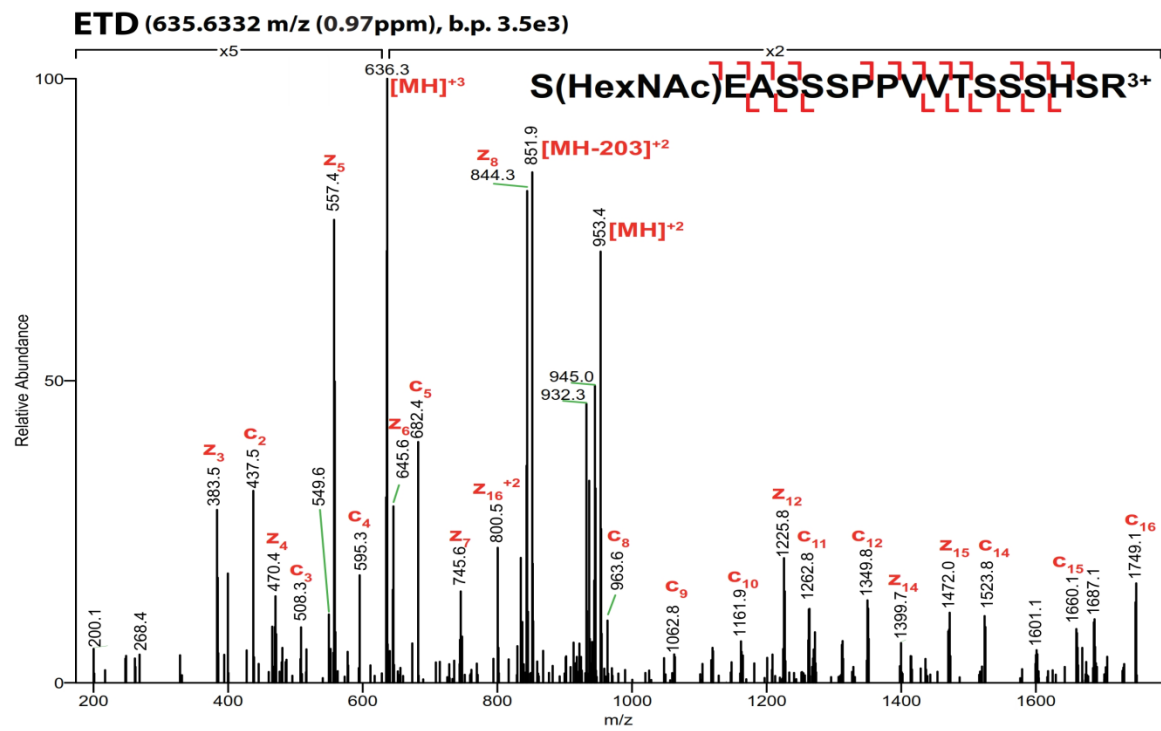 ETD (635.6332 m/z (0.97ppm), b.p. 3.5e3)
x5
x2
S(HexNAc)EASSSPPVVTSSSHSR³⁺
100
50
0
Relative Abundance
200.1
268.4
z₃
383.5
c₂
437.5
z₄
470.4
c₃
508.3
549.6
z₅
557.4
c₄
595.3
636.3
[MH]⁺³
z₆
645.6
c₅
682.4
z₇
745.6
z₁₆⁺²
800.5
z₈
844.3
851.9
[MH-203]⁺²
932.3
945.0
953.4
[MH]⁺²
c₈
963.6
c₉
1062.8
c₁₀
1161.9
z₁₂
1225.8
c₁₁
1262.8
c₁₂
1349.8
z₁₄
1399.7
z₁₅
1472.0
c₁₄
1523.8
1601.1
c₁₅
1660.1
1687.1
c₁₆
1749.1
200
400
600
800
1000
1200
1400
1600
m/z